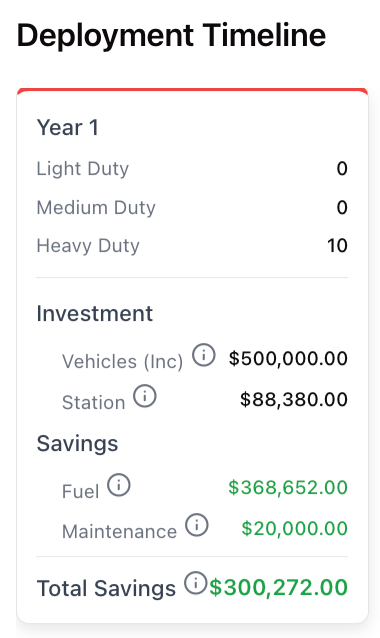 Deployment Timeline
Year 1
Light Duty 0
Medium Duty 0
Heavy Duty 10
Investment
Vehicles (Inc) $500,000.00
Station $88,380.00
Savings
Fuel $368,652.00
Maintenance $20,000.00
Total Savings $300,272.00